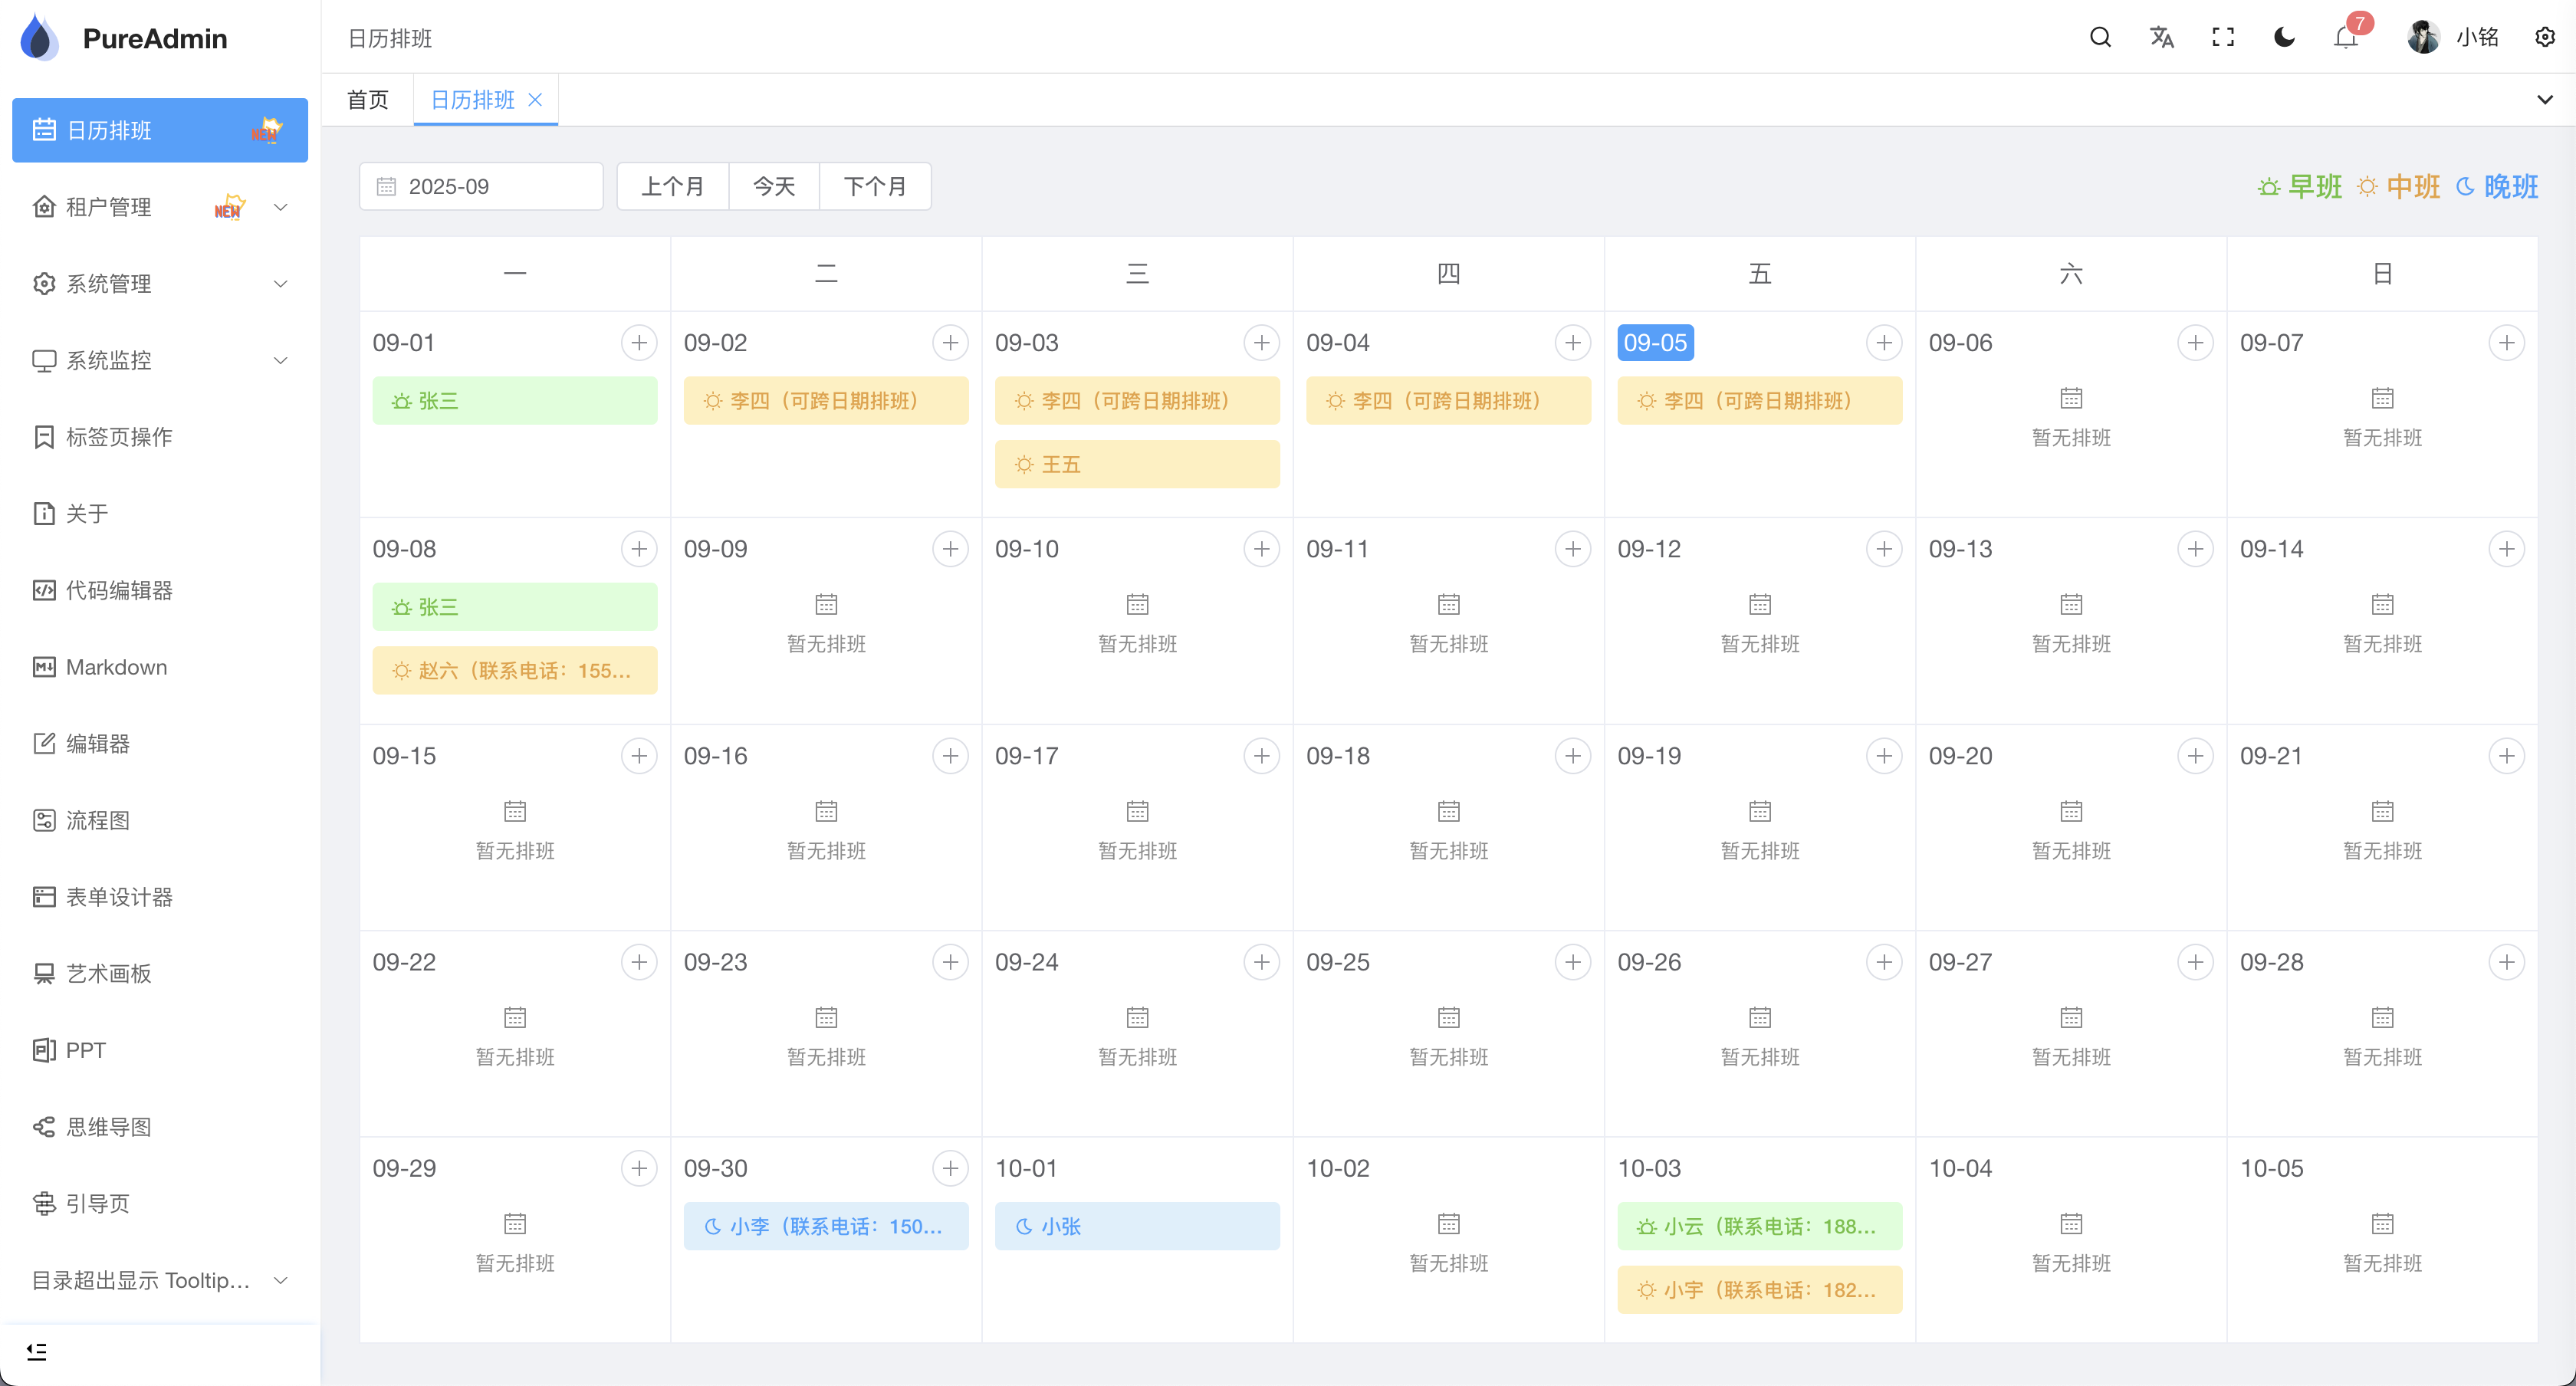 PureAdmin
日历排班
7
小铭
首页
日历排班
日历排班
NEW
租户管理
NEW
系统管理
系统监控
标签页操作
关于
代码编辑器
Markdown
编辑器
流程图
表单设计器
艺术画板
PPT
思维导图
引导页
目录超出显示 Tooltip...
2025-09
上个月
今天
下个月
早班
中班
晚班
一 二 三 四 五 六 日
09-01
张三
09-02
李四（可跨日期排班）
09-03
李四（可跨日期排班）
王五
09-04
李四（可跨日期排班）
09-05
李四（可跨日期排班）
09-06
暂无排班
09-07
暂无排班
09-08
张三
赵六（联系电话：155...
09-09
暂无排班
09-10
暂无排班
09-11
暂无排班
09-12
暂无排班
09-13
暂无排班
09-14
暂无排班
09-15
暂无排班
09-16
暂无排班
09-17
暂无排班
09-18
暂无排班
09-19
暂无排班
09-20
暂无排班
09-21
暂无排班
09-22
暂无排班
09-23
暂无排班
09-24
暂无排班
09-25
暂无排班
09-26
暂无排班
09-27
暂无排班
09-28
暂无排班
09-29
暂无排班
09-30
小李（联系电话：150...
10-01
小张
10-02
暂无排班
10-03
小云（联系电话：188...
小宇（联系电话：182...
10-04
暂无排班
10-05
暂无排班